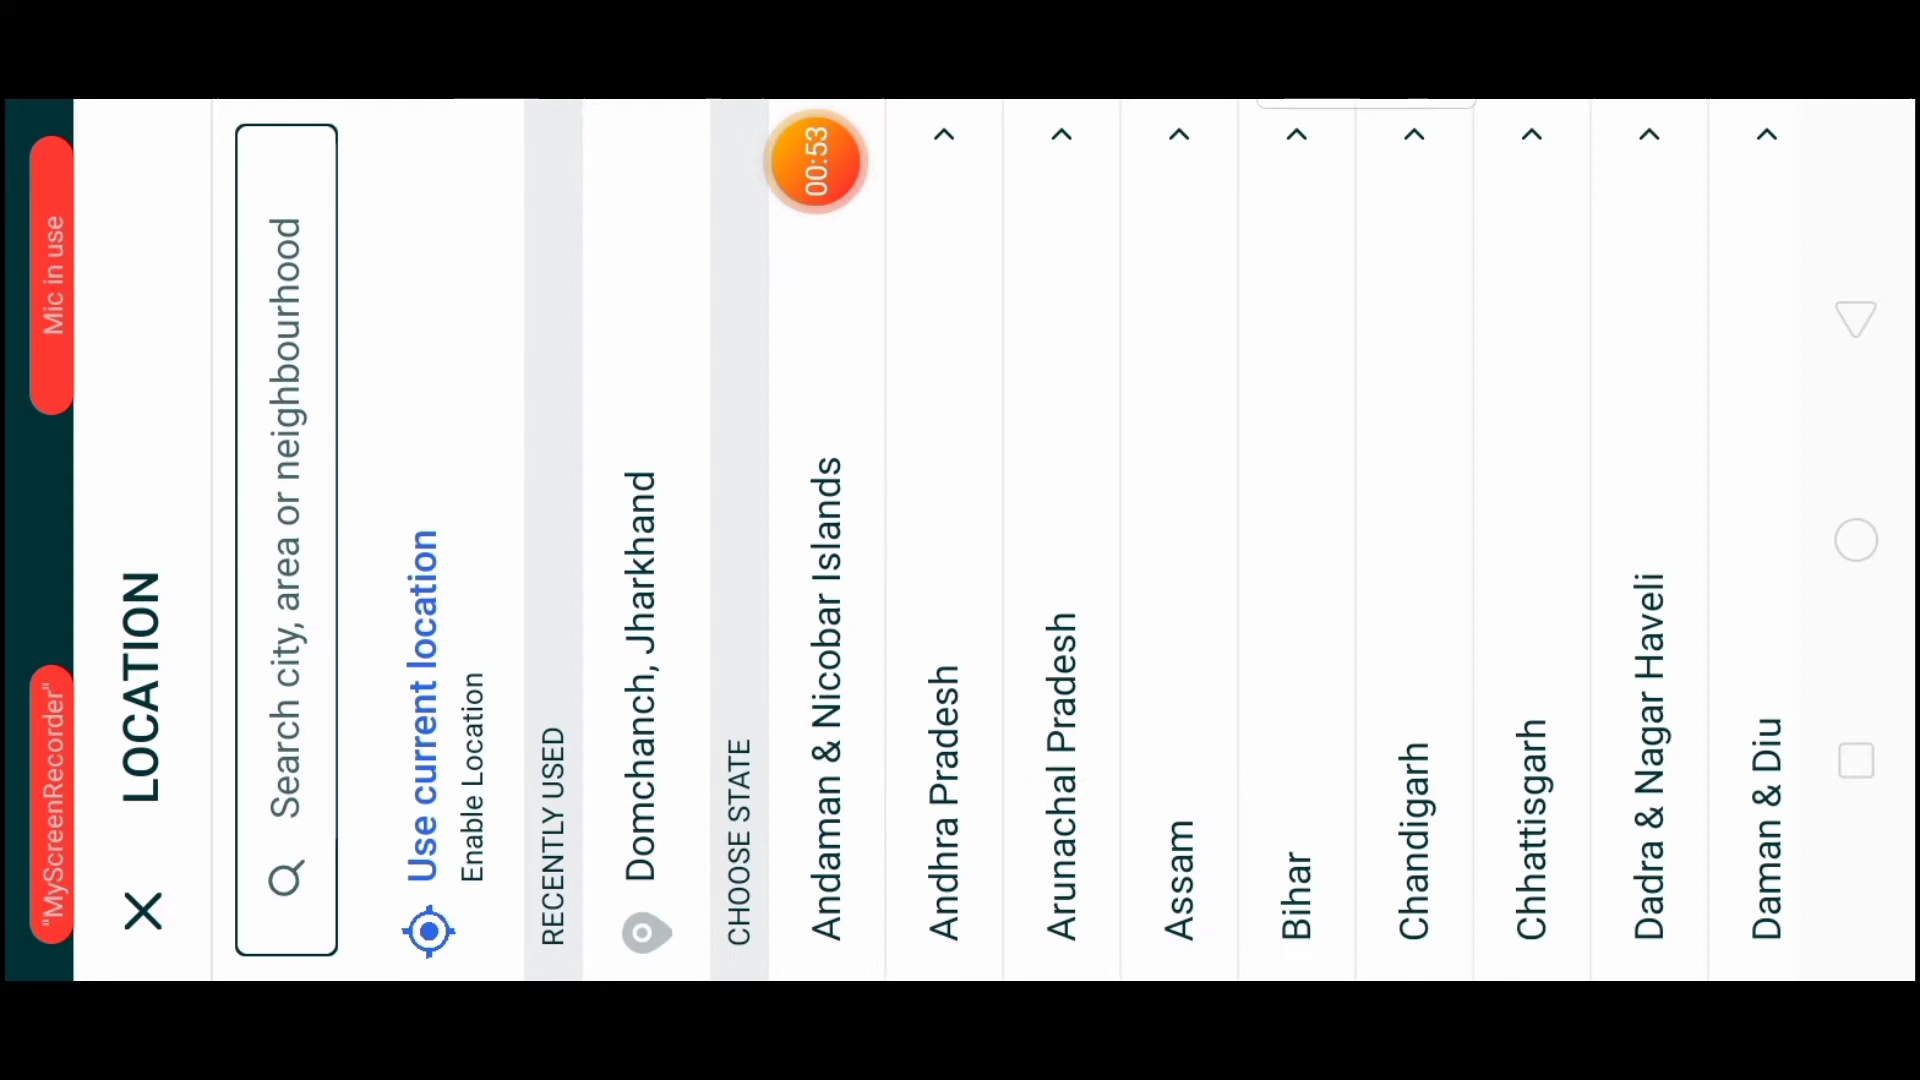 "MyScreenRecorder" Mic in use
LOCATION
Search city, area or neighbourhood
Use current location
Enable Location
RECENTLY USED
Domchanch, Jharkhand
CHOOSE STATE
Andaman & Nicobar Islands
00:53
Andhra Pradesh
Arunachal Pradesh
Assam
Bihar
Chandigarh
Chhattisgarh
Dadra & Nagar Haveli
Daman & Diu